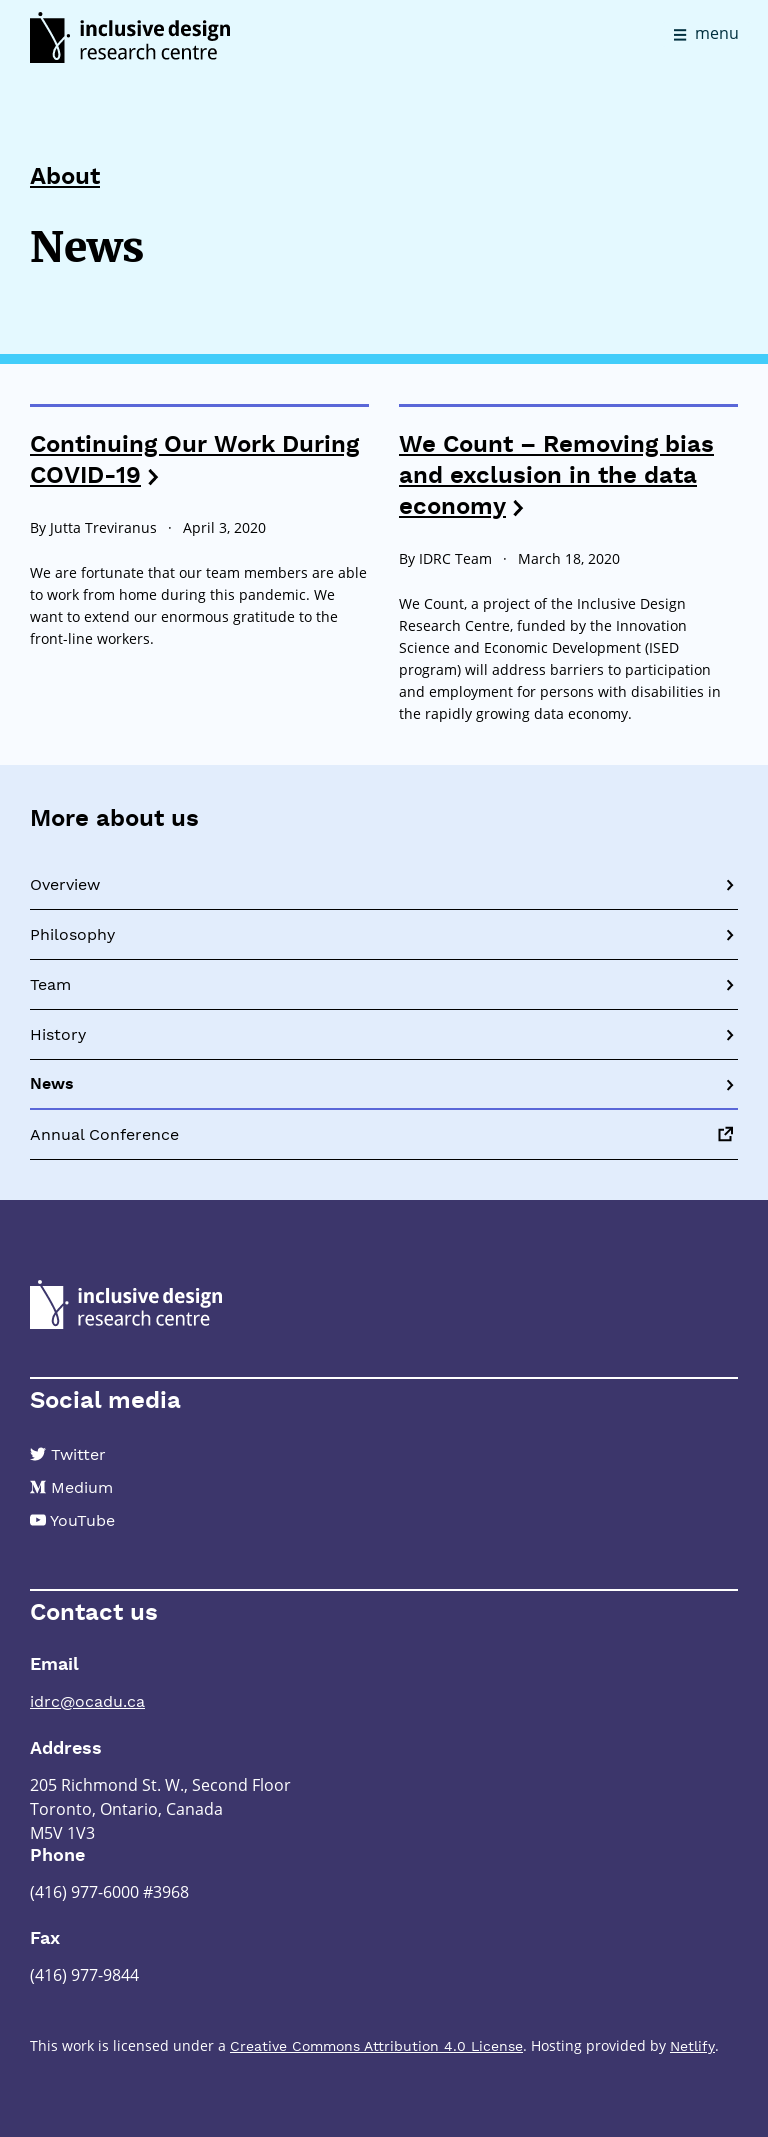 inclusive design
research centre
menu
About
News
Continuing Our Work During
COVID-19
By Jutta Treviranus · April 3, 2020
We are fortunate that our team members are able
to work from home during this pandemic. We
want to extend our enormous gratitude to the
front-line workers.
We Count – Removing bias
and exclusion in the data
economy
By IDRC Team · March 18, 2020
We Count, a project of the Inclusive Design
Research Centre, funded by the Innovation
Science and Economic Development (ISED
program) will address barriers to participation
and employment for persons with disabilities in
the rapidly growing data economy.
More about us
Overview
Philosophy
Team
History
News
Annual Conference
inclusive design
research centre
Social media
Twitter
Medium
YouTube
Contact us
Email
idrc@ocadu.ca
Address
205 Richmond St. W., Second Floor
Toronto, Ontario, Canada
M5V 1V3
Phone
(416) 977-6000 #3968
Fax
(416) 977-9844
This work is licensed under a Creative Commons Attribution 4.0 License. Hosting provided by Netlify.